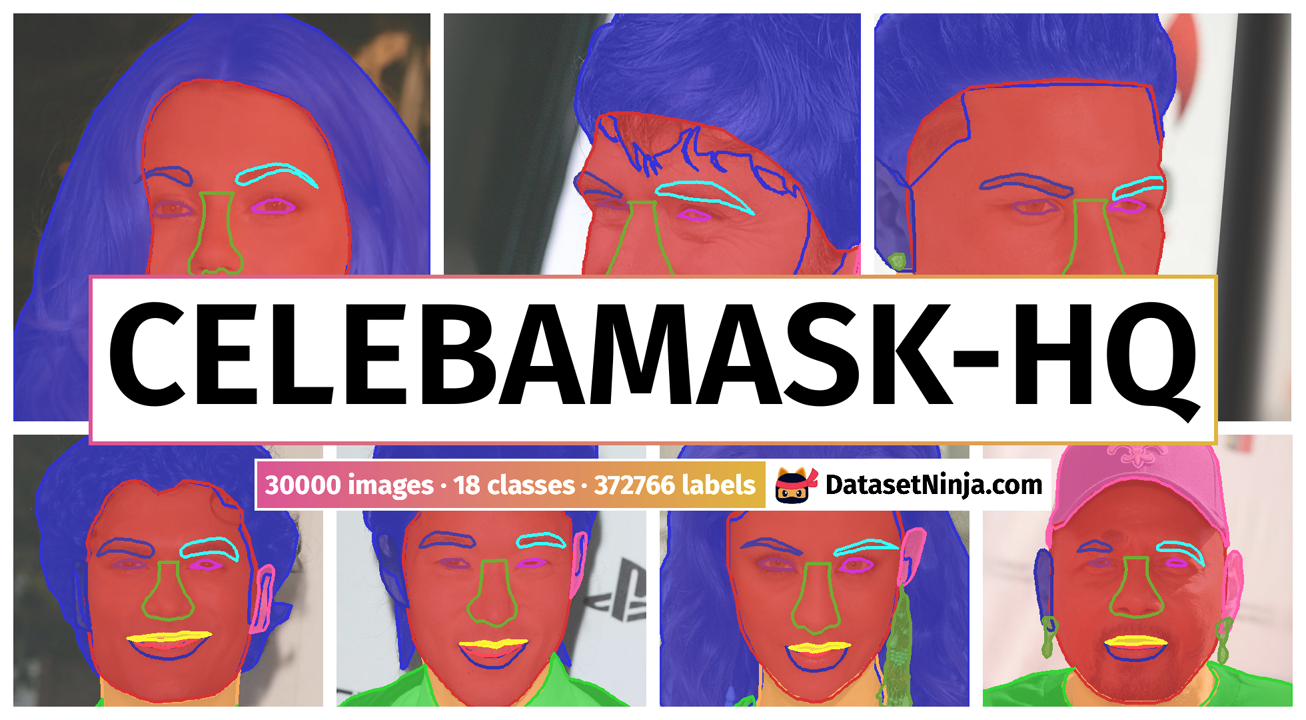 CELEBAMASK-HQ
30000 images · 18 classes · 372766 labels DatasetNinja.com